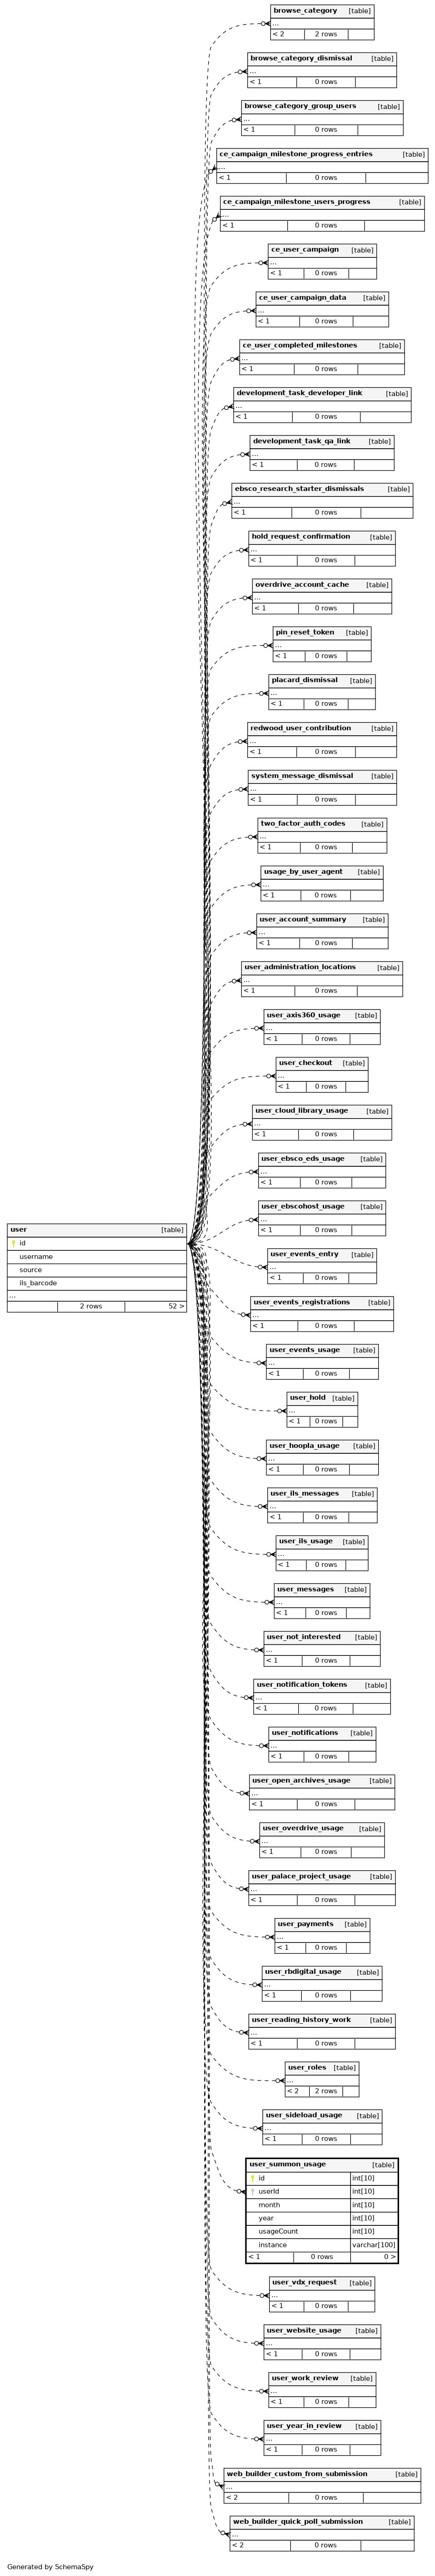 browse_category [table]
...
< 2 2 rows
browse_category_dismissal [table]
...
< 1 0 rows
browse_category_group_users [table]
...
< 1 0 rows
ce_campaign_milestone_progress_entries [table]
...
< 1 0 rows
ce_campaign_milestone_users_progress [table]
...
< 1 0 rows
ce_user_campaign [table]
...
< 1 0 rows
ce_user_campaign_data [table]
...
< 1 0 rows
ce_user_completed_milestones [table]
...
< 1 0 rows
development_task_developer_link [table]
...
< 1 0 rows
development_task_qa_link [table]
...
< 1 0 rows
ebsco_research_starter_dismissals [table]
...
< 1 0 rows
hold_request_confirmation [table]
...
< 1 0 rows
overdrive_account_cache [table]
...
< 1 0 rows
pin_reset_token [table]
...
< 1 0 rows
placard_dismissal [table]
...
< 1 0 rows
redwood_user_contribution [table]
...
< 1 0 rows
system_message_dismissal [table]
...
< 1 0 rows
two_factor_auth_codes [table]
...
< 1 0 rows
usage_by_user_agent [table]
...
< 1 0 rows
user_account_summary [table]
...
< 1 0 rows
user_administration_locations [table]
...
< 1 0 rows
user_axis360_usage [table]
...
< 1 0 rows
user_checkout [table]
...
< 1 0 rows
user_cloud_library_usage [table]
...
< 1 0 rows
user_ebsco_eds_usage [table]
...
< 1 0 rows
user_ebscohost_usage [table]
...
< 1 0 rows
user [table]
id
username
source
ils_barcode
...
2 rows 52 >
user_events_entry [table]
...
< 1 0 rows
user_events_registrations [table]
...
< 1 0 rows
user_events_usage [table]
...
< 1 0 rows
user_hold [table]
...
< 1 0 rows
user_hoopla_usage [table]
...
< 1 0 rows
user_ils_messages [table]
...
< 1 0 rows
user_ils_usage [table]
...
< 1 0 rows
user_messages [table]
...
< 1 0 rows
user_not_interested [table]
...
< 1 0 rows
user_notification_tokens [table]
...
< 1 0 rows
user_notifications [table]
...
< 1 0 rows
user_open_archives_usage [table]
...
< 1 0 rows
user_overdrive_usage [table]
...
< 1 0 rows
user_palace_project_usage [table]
...
< 1 0 rows
user_payments [table]
...
< 1 0 rows
user_rbdigital_usage [table]
...
< 1 0 rows
user_reading_history_work [table]
...
< 1 0 rows
user_roles [table]
...
< 2 2 rows
user_sideload_usage [table]
...
< 1 0 rows
user_summon_usage [table]
id int[10]
userId int[10]
month int[10]
year int[10]
usageCount int[10]
instance varchar[100]
< 1 0 rows 0 >
user_vdx_request [table]
...
< 1 0 rows
user_website_usage [table]
...
< 1 0 rows
user_work_review [table]
...
< 1 0 rows
user_year_in_review [table]
...
< 1 0 rows
web_builder_custom_from_submission [table]
...
< 2 0 rows
web_builder_quick_poll_submission [table]
...
< 2 0 rows
Generated by SchemaSpy